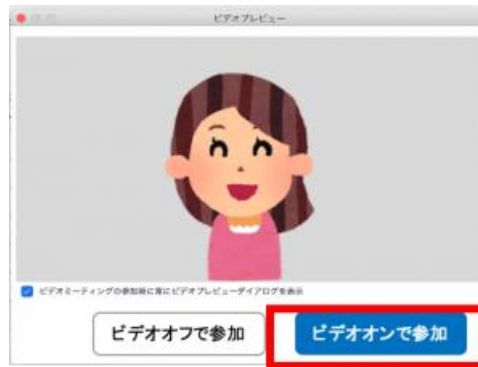 ビデオプレビュー
ビデオミーティングの参加時に常にビデオプレビューダイアログを表示
ビデオオフで参加
ビデオオンで参加